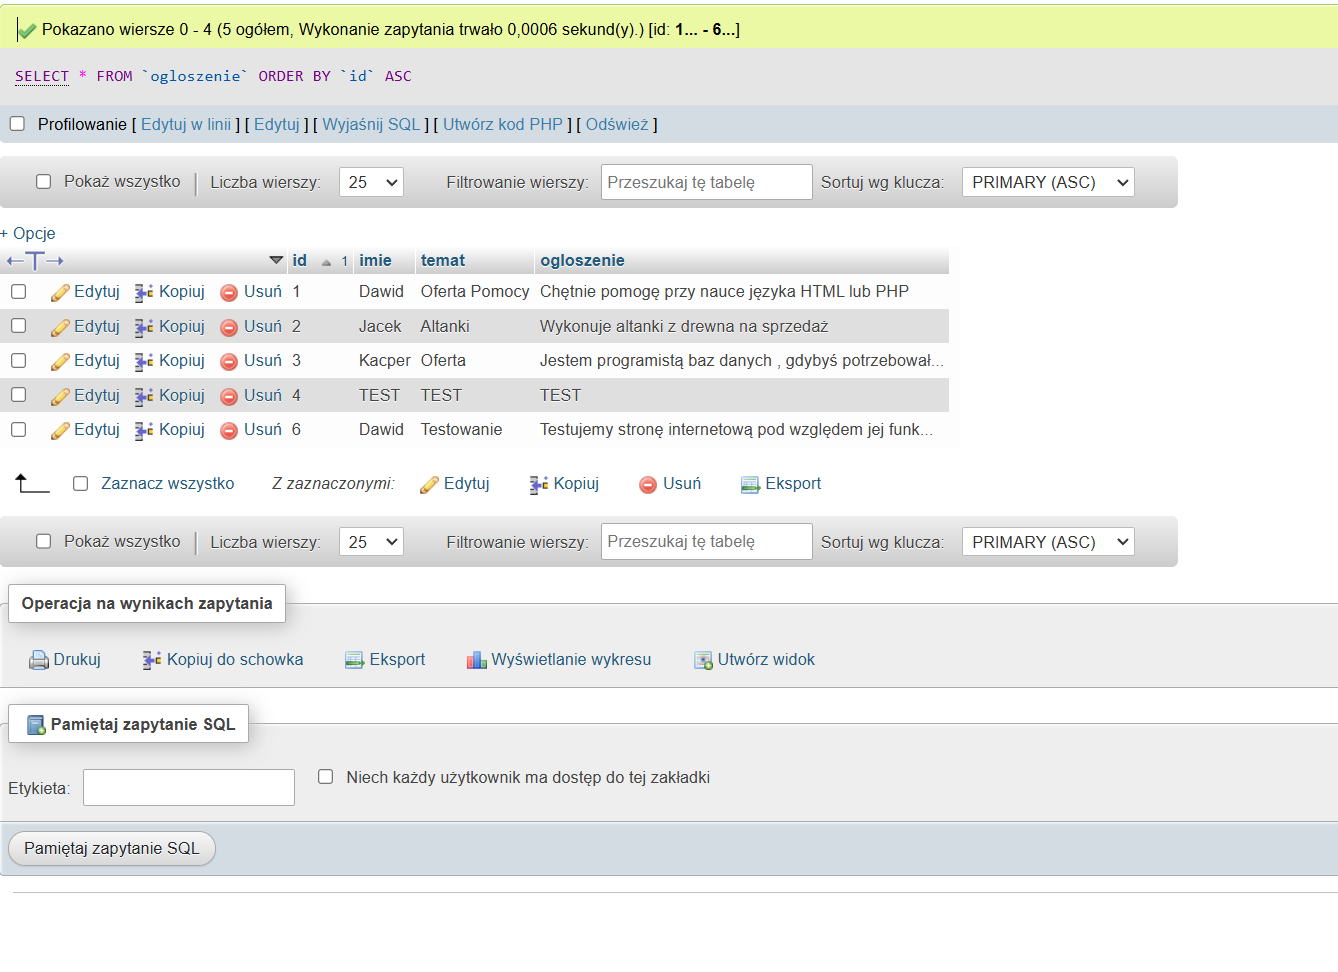 Pokazano wiersze 0 - 4 (5 ogółem, Wykonanie zapytania trwało 0,0006 sekund(y).) [id: 1... - 6...]
SELECT * FROM `ogloszenie` ORDER BY `id` ASC
Profilowanie [ Edytuj w linii ] [ Edytuj ] [ Wyjaśnij SQL ] [ Utwórz kod PHP ] [ Odśwież ]
Pokaż wszystko | Liczba wierszy: 25 Filtrowanie wierszy: Przeszukaj tę tabelę Sortuj wg klucza: PRIMARY (ASC)
+ Opcje
←T→ id 1 imie temat ogloszenie
Edytuj Kopiuj Usuń 1 Dawid Oferta Pomocy Chętnie pomogę przy nauce języka HTML lub PHP
Edytuj Kopiuj Usuń 2 Jacek Altanki Wykonuje altanki z drewna na sprzedaż
Edytuj Kopiuj Usuń 3 Kacper Oferta Jestem programistą baz danych , gdybyś potrzebował...
Edytuj Kopiuj Usuń 4 TEST TEST TEST
Edytuj Kopiuj Usuń 6 Dawid Testowanie Testujemy stronę internetową pod względem jej funk...
Zaznacz wszystko Z zaznaczonymi: Edytuj Kopiuj Usuń Eksport
Pokaż wszystko | Liczba wierszy: 25 Filtrowanie wierszy: Przeszukaj tę tabelę Sortuj wg klucza: PRIMARY (ASC)
Operacja na wynikach zapytania
Drukuj Kopiuj do schowka Eksport Wyświetlanie wykresu Utwórz widok
Pamiętaj zapytanie SQL
Etykieta: Niech każdy użytkownik ma dostęp do tej zakładki
Pamiętaj zapytanie SQL